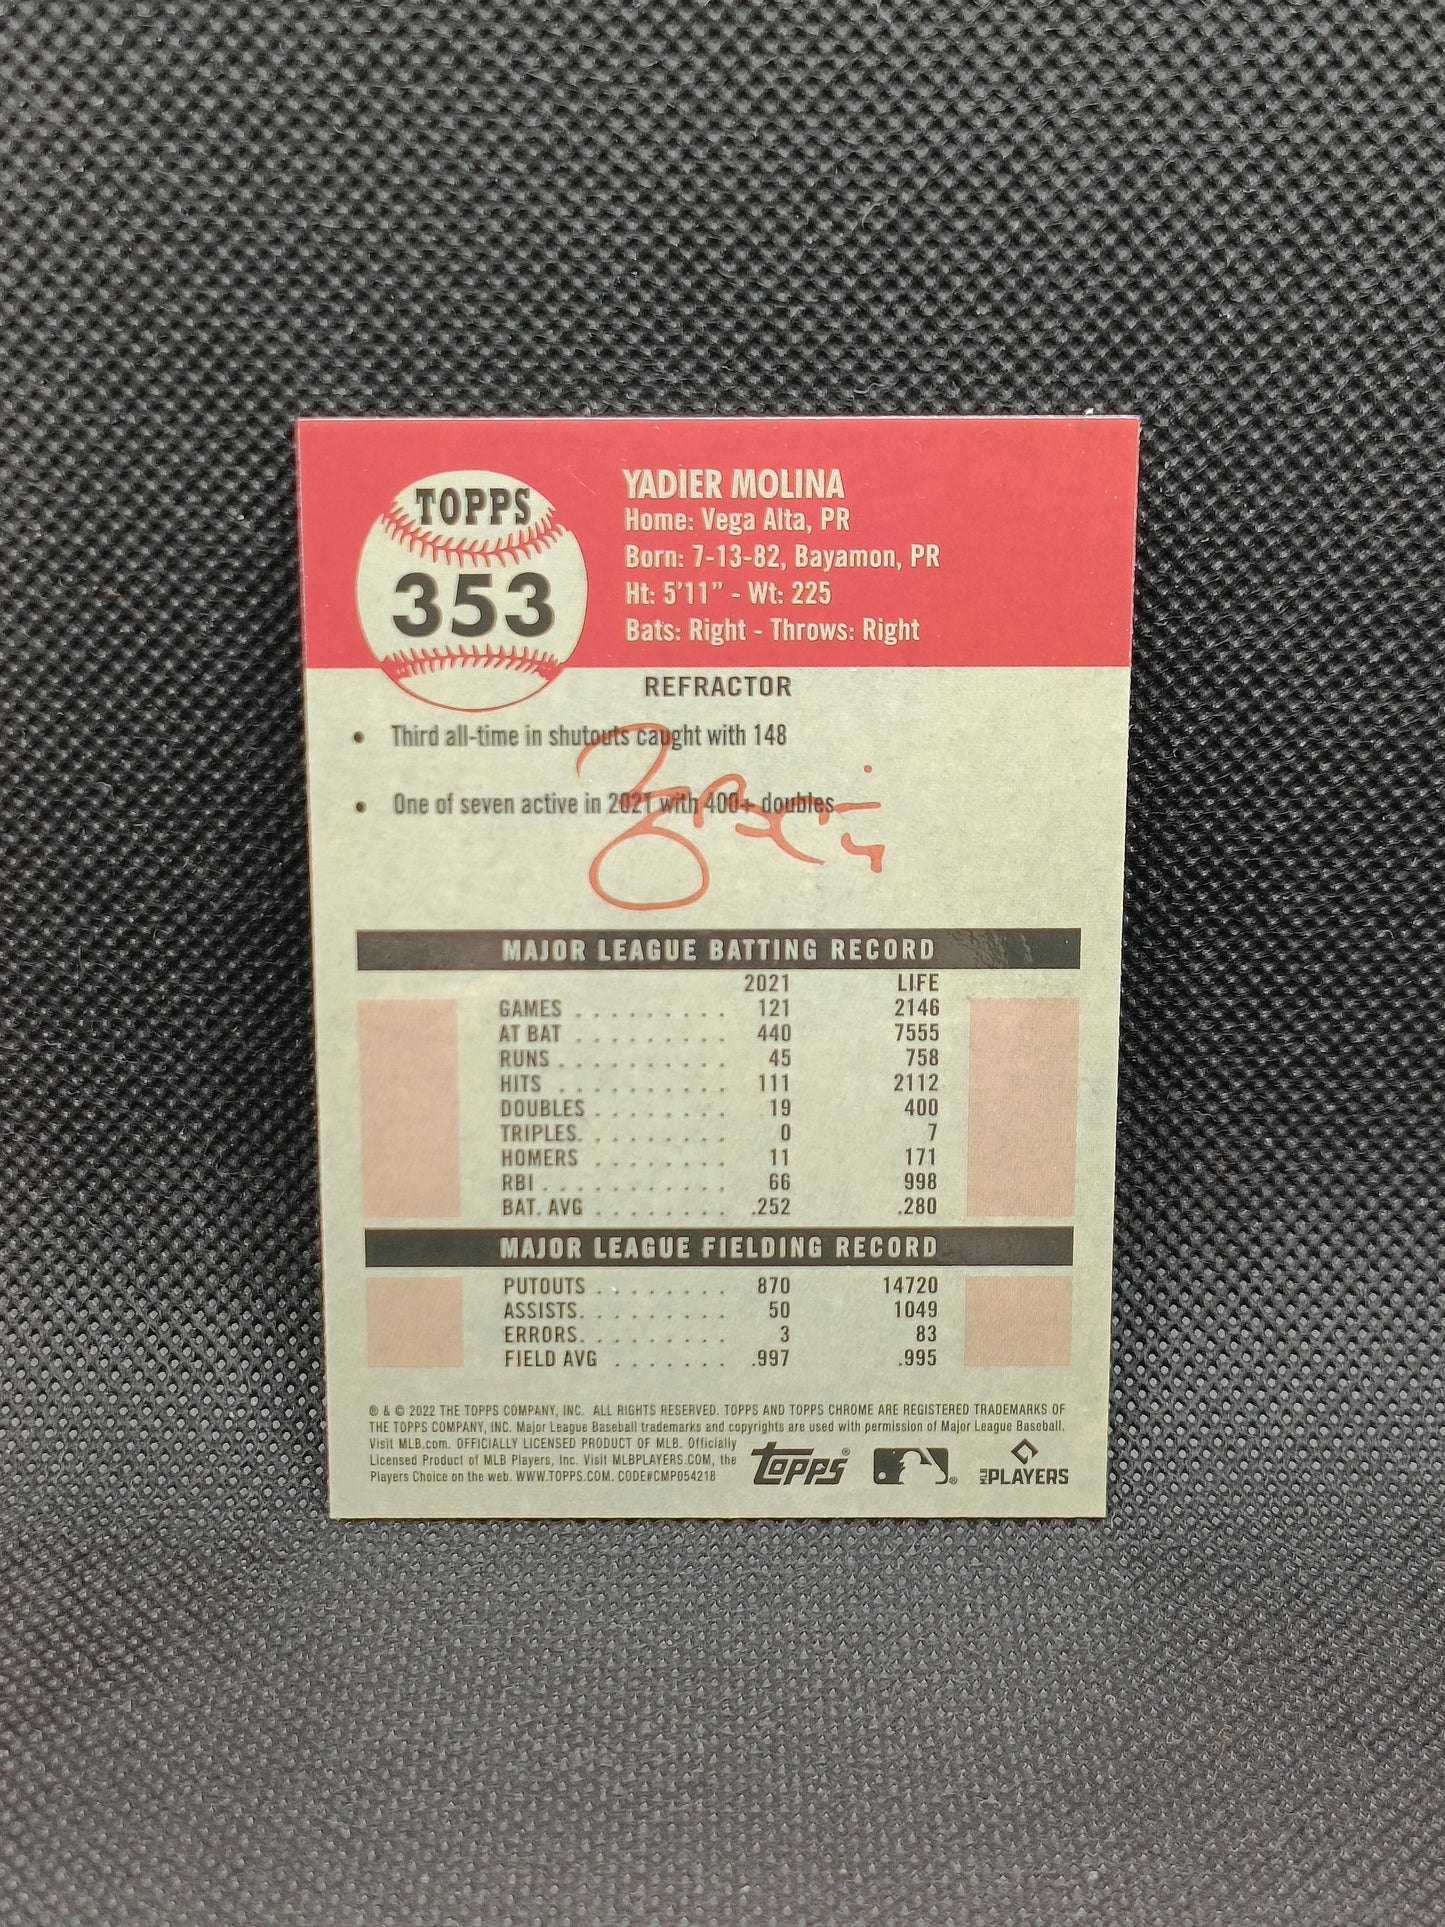 TOPPS
353
YADIER MOLINA
Home: Vega Alta, PR
Born: 7-13-82, Bayamon, PR
Ht: 5'11" - Wt: 225
Bats: Right - Throws: Right
REFRACTOR
• Third all-time in shutouts caught with 148
• One of seven active in 2021 with 400+ doubles
MAJOR LEAGUE BATTING RECORD
2021 LIFE
GAMES . . . . . . . . . 121 2146
AT BAT . . . . . . . . . 440 7555
RUNS . . . . . . . . . . 45 758
HITS . . . . . . . . . . 111 2112
DOUBLES . . . . . . . . 19 400
TRIPLES. . . . . . . . . 0 7
HOMERS . . . . . . . . 11 171
RBI . . . . . . . . . . . 66 998
BAT. AVG . . . . . . . . .252 .280
MAJOR LEAGUE FIELDING RECORD
PUTOUTS . . . . . . . . 870 14720
ASSISTS. . . . . . . . . 50 1049
ERRORS. . . . . . . . . 3 83
FIELD AVG . . . . . . . .997 .995
® & © 2022 THE TOPPS COMPANY, INC. ALL RIGHTS RESERVED. TOPPS AND TOPPS CHROME ARE REGISTERED TRADEMARKS OF
THE TOPPS COMPANY, INC. Major League Baseball trademarks and copyrights are used with permission of Major League Baseball.
Visit MLB.com. OFFICIALLY LICENSED PRODUCT OF MLB. Officially
Licensed Product of MLB Players, Inc. Visit MLBPLAYERS.COM, the
Players Choice on the web. WWW.TOPPS.COM. CODE#CMP054218
TOPPS®
®
MLB PLAYERS